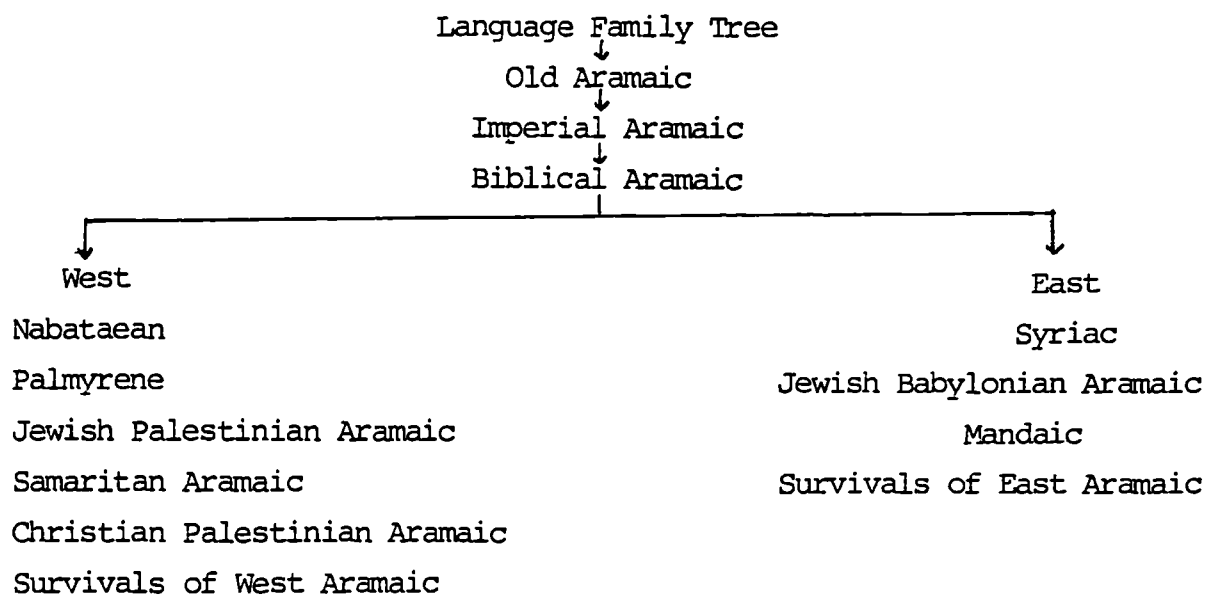 Language Family Tree
Old Aramaic
Imperial Aramaic
Biblical Aramaic
West
Nabataean
Palmyrene
Jewish Palestinian Aramaic
Samaritan Aramaic
Christian Palestinian Aramaic
Survivals of West Aramaic
East
Syriac
Jewish Babylonian Aramaic
Mandaic
Survivals of East Aramaic